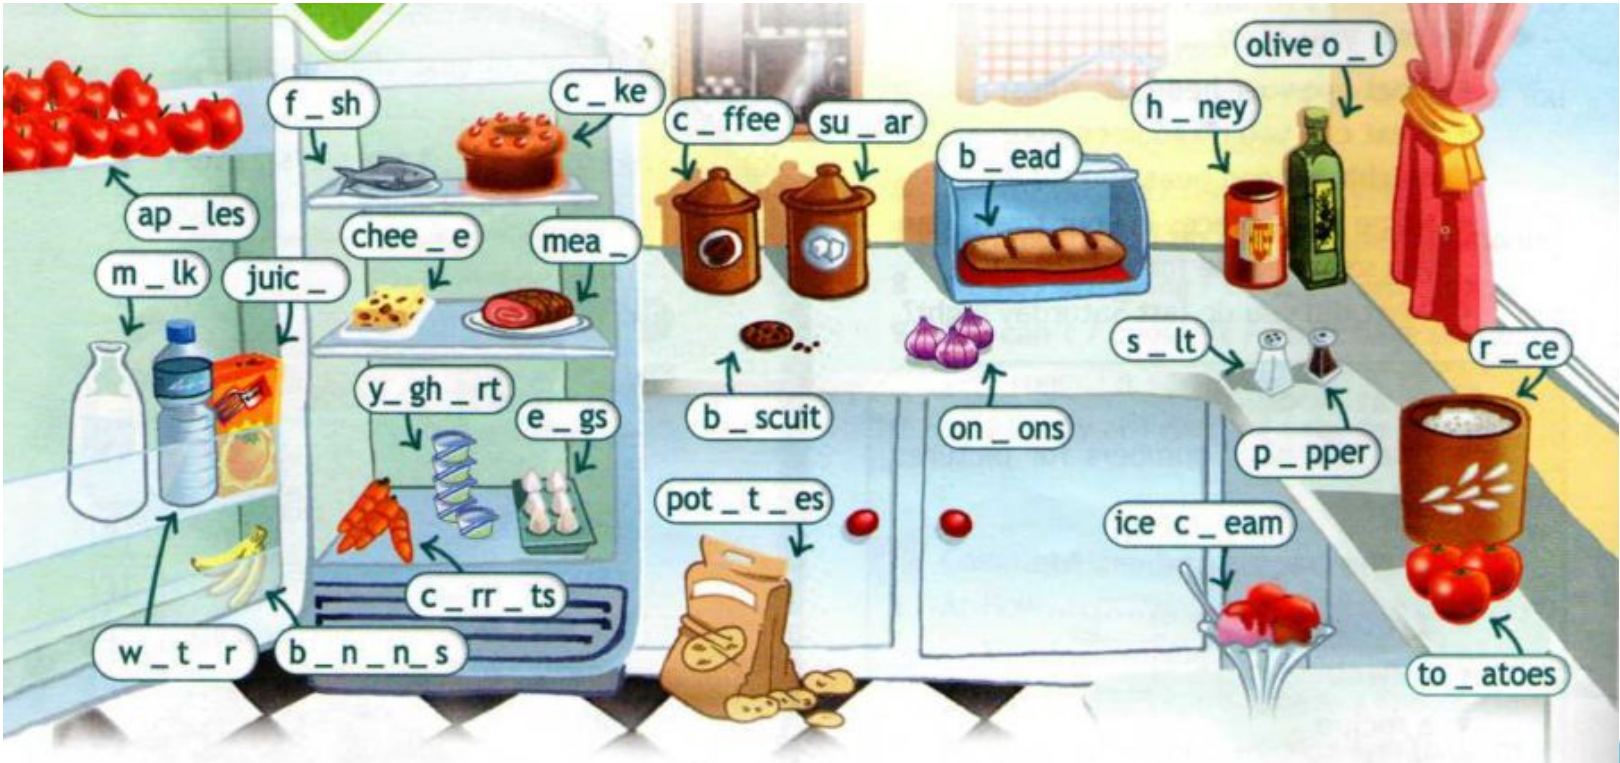 olive o _ l
f _ sh
c _ ke
c _ ffee
su _ ar
h _ ney
b _ ead
ap _ les
chee _ e
mea _
m _ lk
juic _
s _ lt
r _ ce
y_ gh _ rt
e _ gs
b _ scuit
on _ ons
p _ pper
pot _ t _ es
ice c _ eam
c _ rr _ ts
w _ t _ r
b _ n _ n _ s
to _ atoes